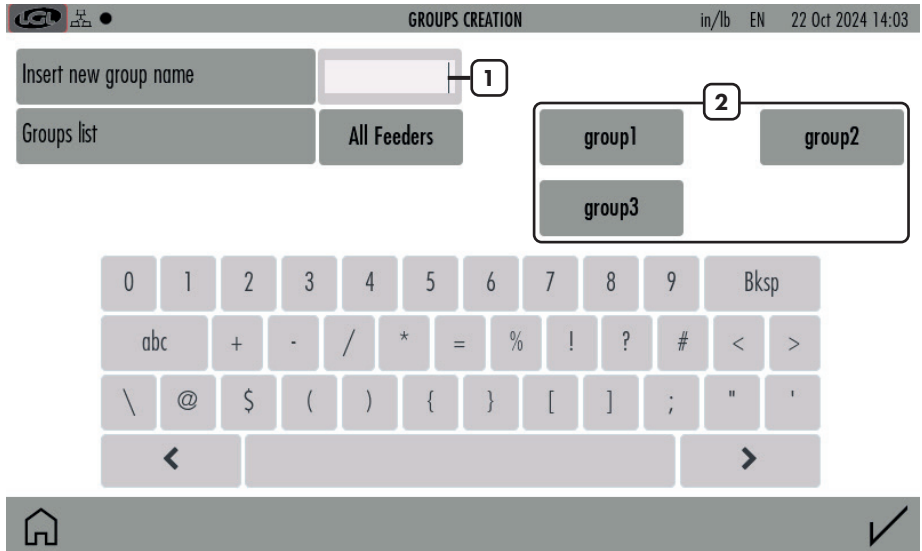 LGL GROUPS CREATION in/lb EN 22 Oct 2024 14:03
Insert new group name 1
2
Groups list All Feeders group1 group2
group3
0 1 2 3 4 5 6 7 8 9 Bksp
abc + - / * = % ! ? # < >
\ @ $ ( ) { } [ ] ; " '
< >